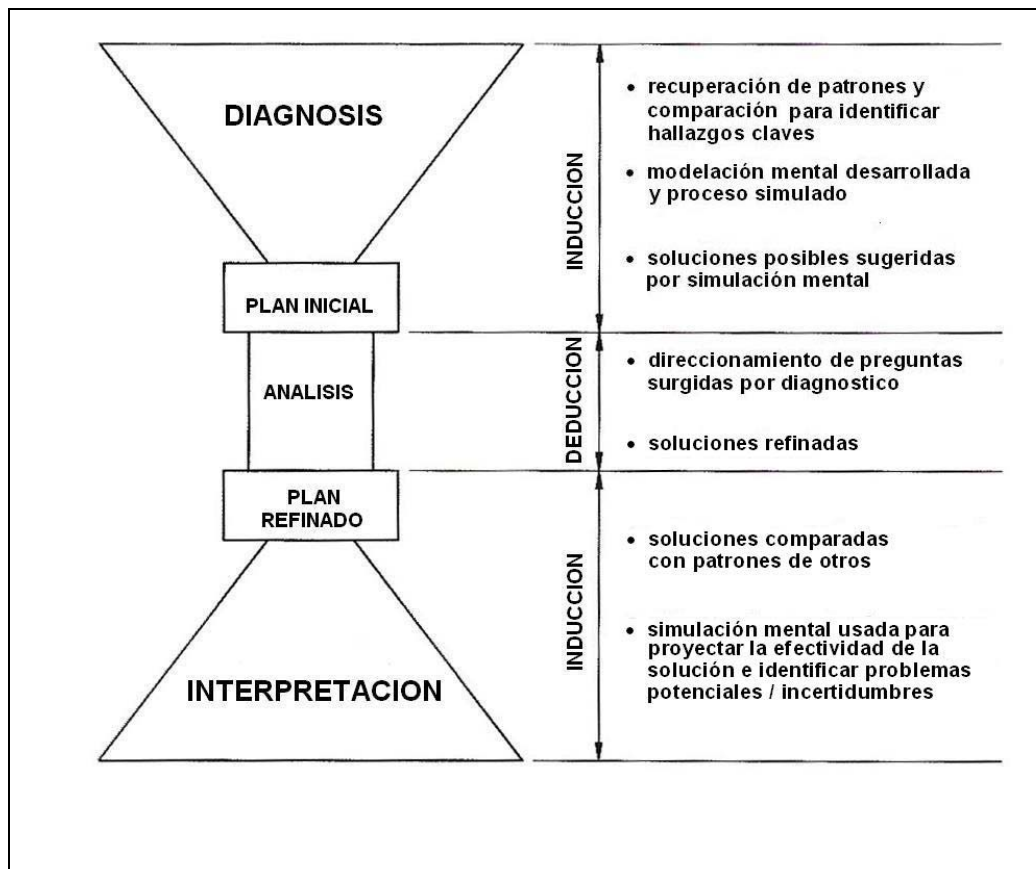 DIAGNOSIS
INDUCCION
• recuperación de patrones y
comparación para identificar
hallazgos claves
• modelación mental desarrollada
y proceso simulado
• soluciones posibles sugeridas
por simulación mental
PLAN INICIAL
ANALISIS
DEDUCCION
• direccionamiento de preguntas
surgidas por diagnostico
• soluciones refinadas
PLAN
REFINADO
INTERPRETACION
INDUCCION
• soluciones comparadas
con patrones de otros
• simulación mental usada para
proyectar la efectividad de la
solución e identificar problemas
potenciales / incertidumbres